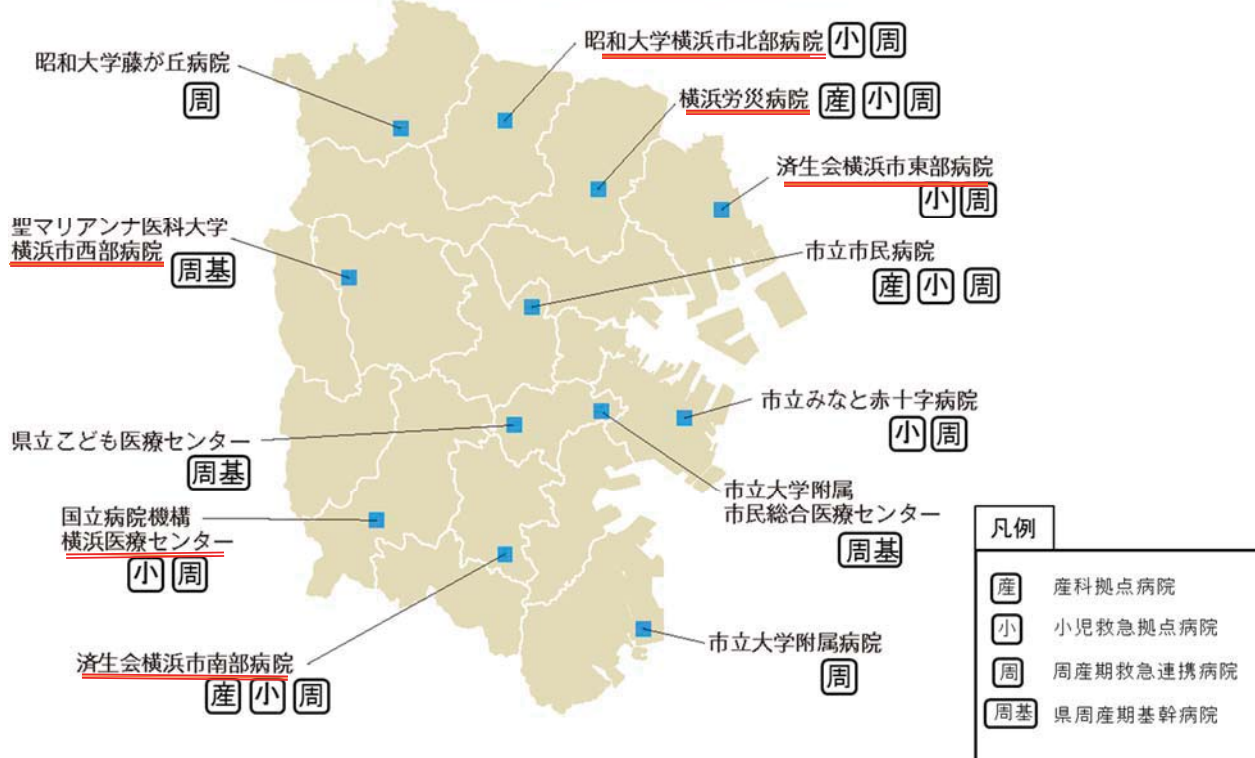 昭和大学藤が丘病院
周
昭和大学横浜市北部病院 小 周
横浜労災病院 産 小 周
済生会横浜市東部病院
小 周
聖マリアンナ医科大学
横浜市西部病院 周基
市立市民病院
産 小 周
市立みなと赤十字病院
小 周
県立こども医療センター
周基
市立大学附属
市民総合医療センター
周基
国立病院機構
横浜医療センター
小 周
済生会横浜市南部病院
産 小 周
市立大学附属病院
周
凡例
産 産科拠点病院
小 小児救急拠点病院
周 周産期救急連携病院
周基 県周産期基幹病院